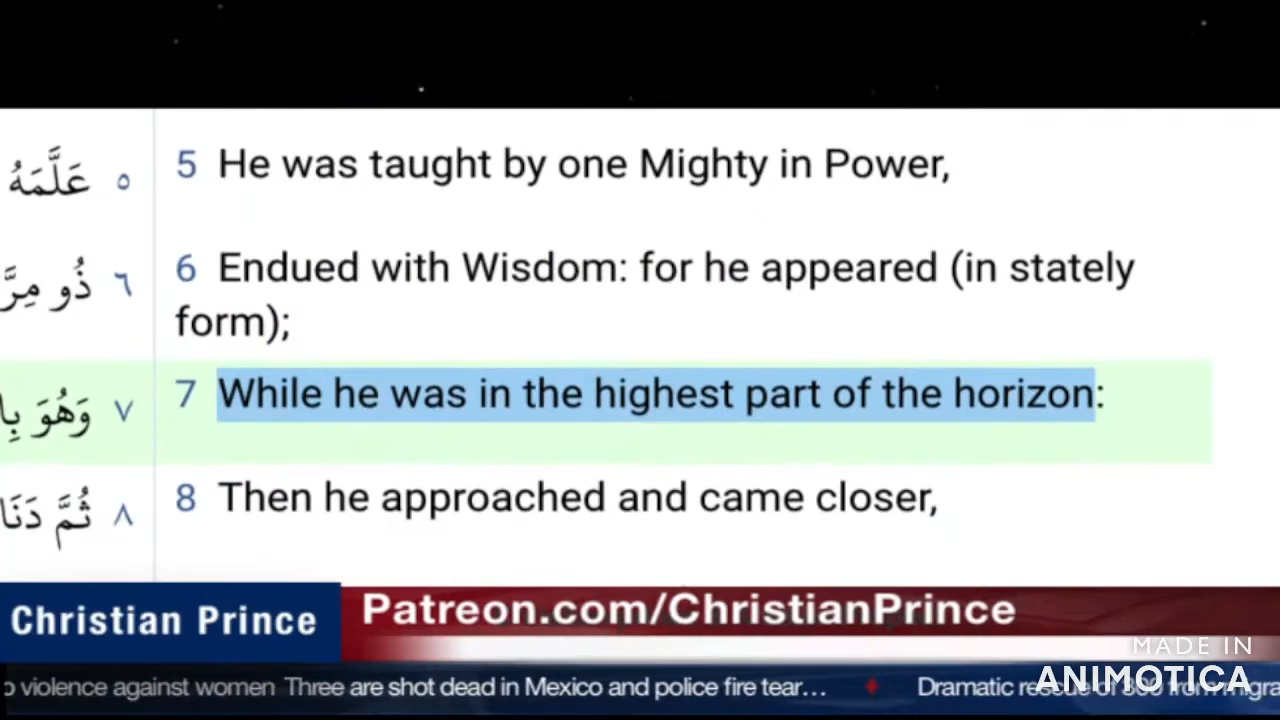 عَلَّمَهُ ٥ 5 He was taught by one Mighty in Power,
ذُو مِرَّ ٦ 6 Endued with Wisdom: for he appeared (in stately
form);
وَهُوَ بِا ٧ 7 While he was in the highest part of the horizon:
ثُمَّ دَنَا ٨ 8 Then he approached and came closer,
Christian Prince Patreon.com/ChristianPrince
MADE IN
ANIMOTICA
violence against women Three are shot dead in Mexico and police fire tear... Dramatic rescue of 300 from